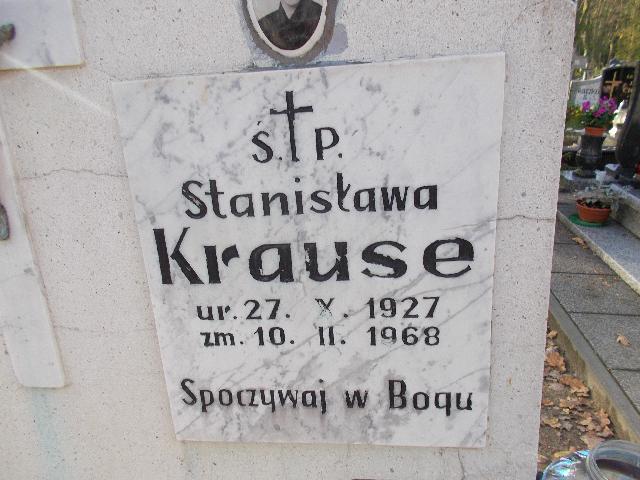 Ś. P.
Stanisława
Krause
ur. 27. X. 1927
zm. 10. II. 1968
Spoczywaj w Bogu